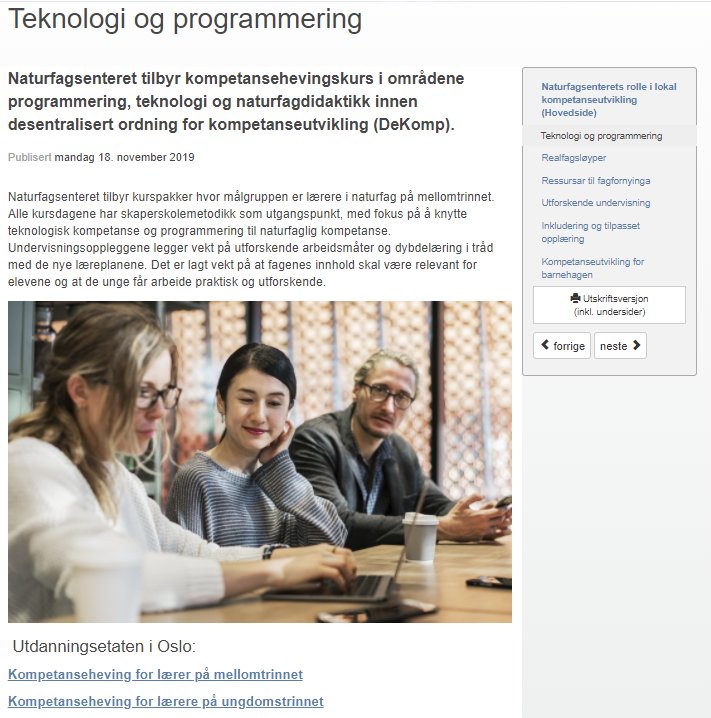 Teknologi og programmering
Naturfagsenteret tilbyr kompetansehevingskurs i områdene
programmering, teknologi og naturfagdidaktikk innen
desentralisert ordning for kompetanseutvikling (DeKomp).
Publisert mandag 18. november 2019
Naturfagsenteret tilbyr kurspakker hvor målgruppen er lærere i naturfag på mellomtrinnet.
Alle kursdagene har skaperskolemetodikk som utgangspunkt, med fokus på å knytte
teknologisk kompetanse og programmering til naturfaglig kompetanse.
Undervisningsoppleggene legger vekt på utforskende arbeidsmåter og dybdelæring i tråd
med de nye læreplanene. Det er lagt vekt på at fagenes innhold skal være relevant for
elevene og at de unge får arbeide praktisk og utforskende.
Utdanningsetaten i Oslo:
Kompetanseheving for lærer på mellomtrinnet
Kompetanseheving for lærere på ungdomstrinnet
Naturfagsenterets rolle i lokal
kompetanseutvikling
(Hovedside)
Teknologi og programmering
Realfagsløyper
Ressursar til fagfornyinga
Utforskende undervisning
Inkludering og tilpasset
opplæring
Kompetanseutvikling for
barnehagen
Utskriftsversjon
(inkl. undersider)
forrige neste